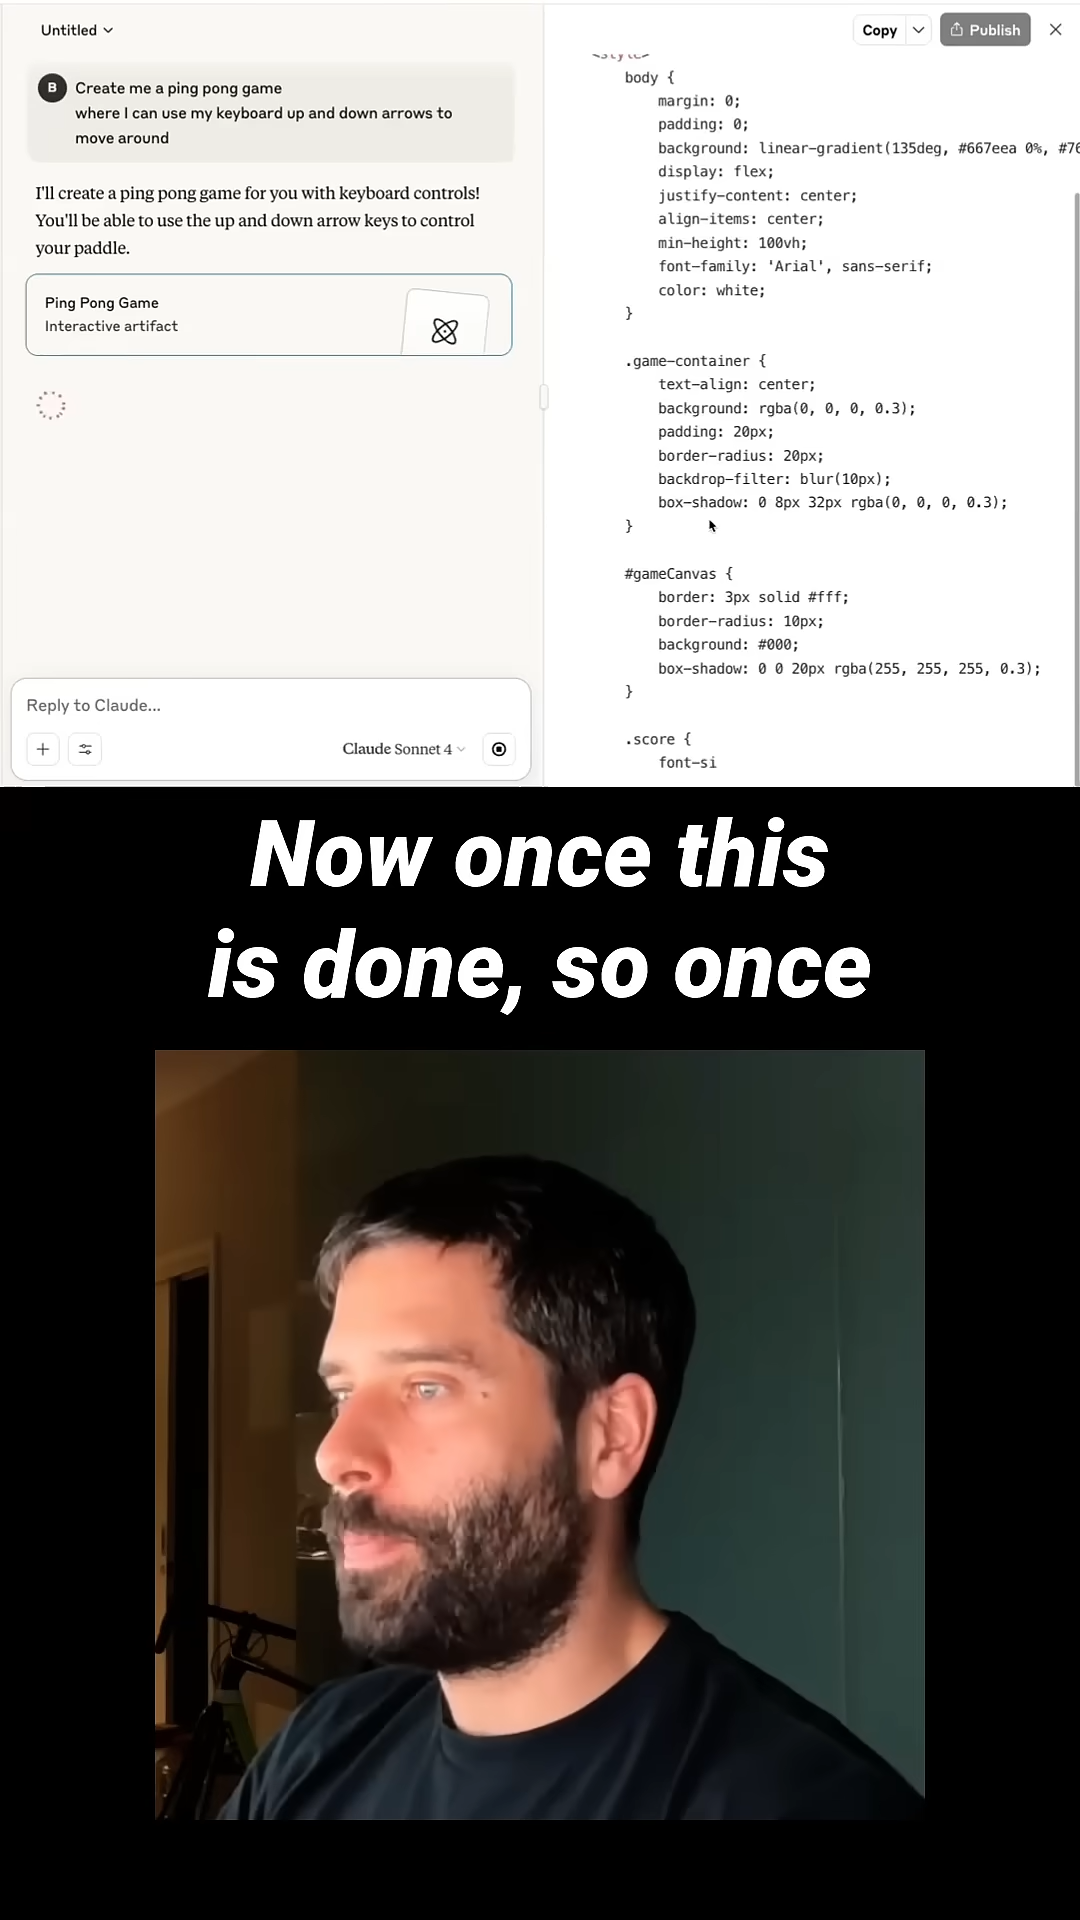 Untitled
Copy
Publish
B
Create me a ping pong game
where I can use my keyboard up and down arrows to
move around
I'll create a ping pong game for you with keyboard controls!
You'll be able to use the up and down arrow keys to control
your paddle.
Ping Pong Game
Interactive artifact
Reply to Claude...
Claude Sonnet 4
<style>
body {
margin: 0;
padding: 0;
background: linear-gradient(135deg, #667eea 0%, #76
display: flex;
justify-content: center;
align-items: center;
min-height: 100vh;
font-family: 'Arial', sans-serif;
color: white;
}
.game-container {
text-align: center;
background: rgba(0, 0, 0, 0.3);
padding: 20px;
border-radius: 20px;
backdrop-filter: blur(10px);
box-shadow: 0 8px 32px rgba(0, 0, 0, 0.3);
}
#gameCanvas {
border: 3px solid #fff;
border-radius: 10px;
background: #000;
box-shadow: 0 0 20px rgba(255, 255, 255, 0.3);
}
.score {
font-si
Now once this
is done, so once